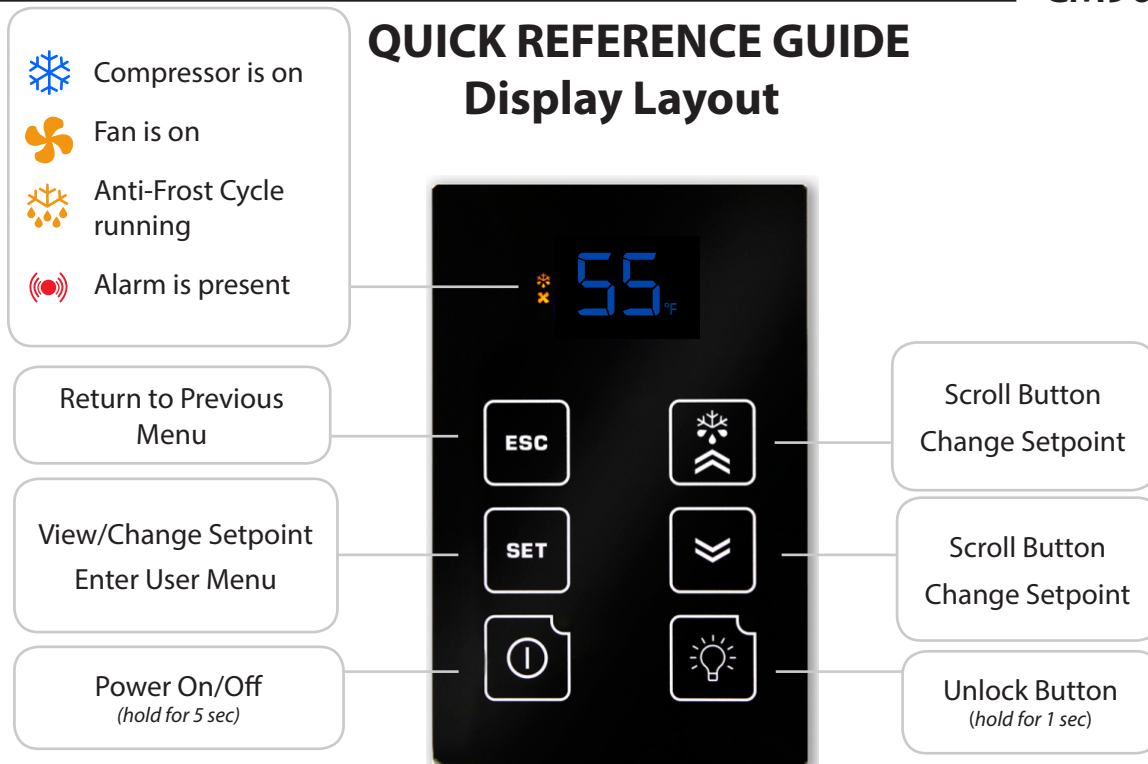 QUICK REFERENCE GUIDE
Display Layout
Compressor is on
Fan is on
Anti-Frost Cycle
running
Alarm is present
55 °F
Return to Previous
Menu
ESC
Scroll Button
Change Setpoint
View/Change Setpoint
Enter User Menu
SET
Scroll Button
Change Setpoint
Power On/Off
(hold for 5 sec)
Unlock Button
(hold for 1 sec)